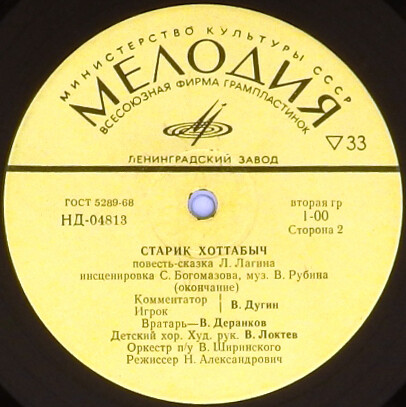 МИНИСТЕРСТВО КУЛЬТУРЫ СССР
МЕЛОДИЯ
ВСЕСОЮЗНАЯ ФИРМА ГРАМПЛАСТИНОК
▽33
ЛЕНИНГРАДСКИЙ ЗАВОД
ГОСТ 5289-68
НД-04813
вторая гр
1-00
Сторона 2
СТАРИК ХОТТАБЫЧ
повесть-сказка Л. Лагина
инсценировка С. Богомазова, муз. В. Рубина
(окончание)
Комментатор
Игрок
В. Дугин
Вратарь—В. Деранков
Детский хор. Худ. рук. В. Локтев
Оркестр п/у В. Ширинского
Режиссер Н. Александрович